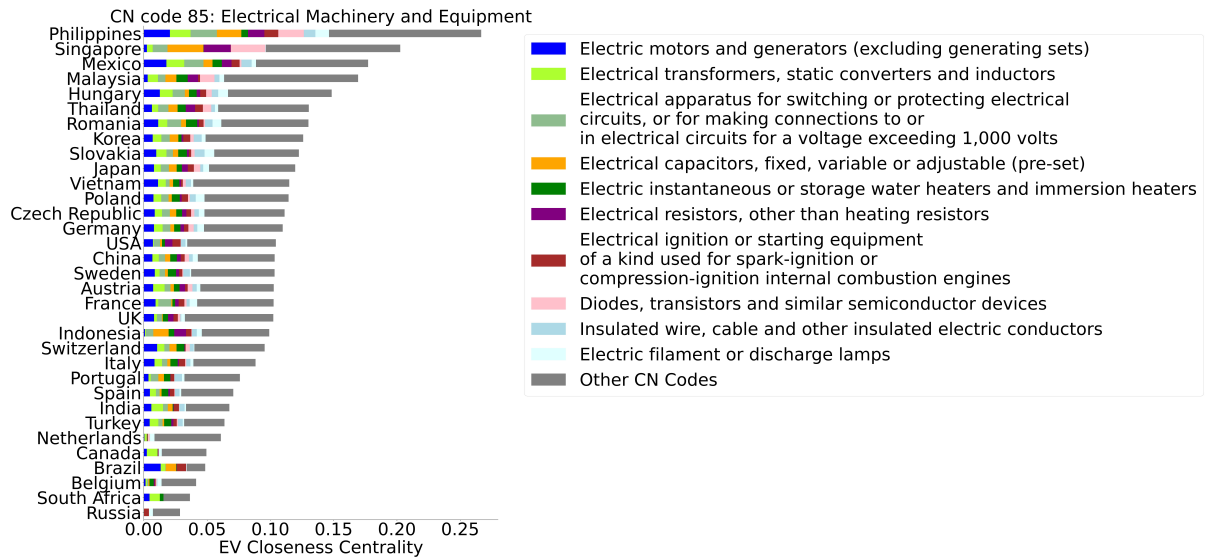 CN code 85: Electrical Machinery and Equipment
Philippines
Singapore
Mexico
Malaysia
Hungary
Thailand
Romania
Korea
Slovakia
Japan
Vietnam
Poland
Czech Republic
Germany
USA
China
Sweden
Austria
France
UK
Indonesia
Switzerland
Italy
Portugal
Spain
India
Turkey
Netherlands
Canada
Brazil
Belgium
South Africa
Russia
0.00 0.05 0.10 0.15 0.20 0.25
EV Closeness Centrality
Electric motors and generators (excluding generating sets)
Electrical transformers, static converters and inductors
Electrical apparatus for switching or protecting electrical
circuits, or for making connections to or
in electrical circuits for a voltage exceeding 1,000 volts
Electrical capacitors, fixed, variable or adjustable (pre-set)
Electric instantaneous or storage water heaters and immersion heaters
Electrical resistors, other than heating resistors
Electrical ignition or starting equipment
of a kind used for spark-ignition or
compression-ignition internal combustion engines
Diodes, transistors and similar semiconductor devices
Insulated wire, cable and other insulated electric conductors
Electric filament or discharge lamps
Other CN Codes